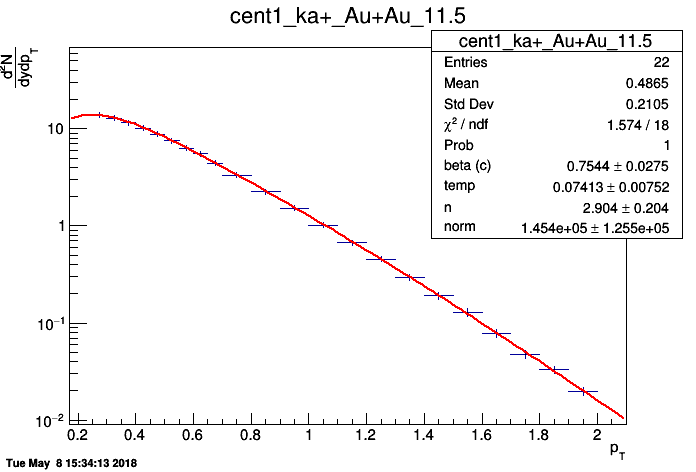 cent1_ka+_Au+Au_11.5
d²N
dydp_T
cent1_ka+_Au+Au_11.5
Entries 22
Mean 0.4865
Std Dev 0.2105
χ² / ndf 1.574 / 18
Prob 1
beta (c) 0.7544 ± 0.0275
temp 0.07413 ± 0.00752
n 2.904 ± 0.204
norm 1.454e+05 ± 1.255e+05
10
1
10⁻¹
10⁻²
0.2 0.4 0.6 0.8 1 1.2 1.4 1.6 1.8 2
p_T
Tue May 8 15:34:13 2018